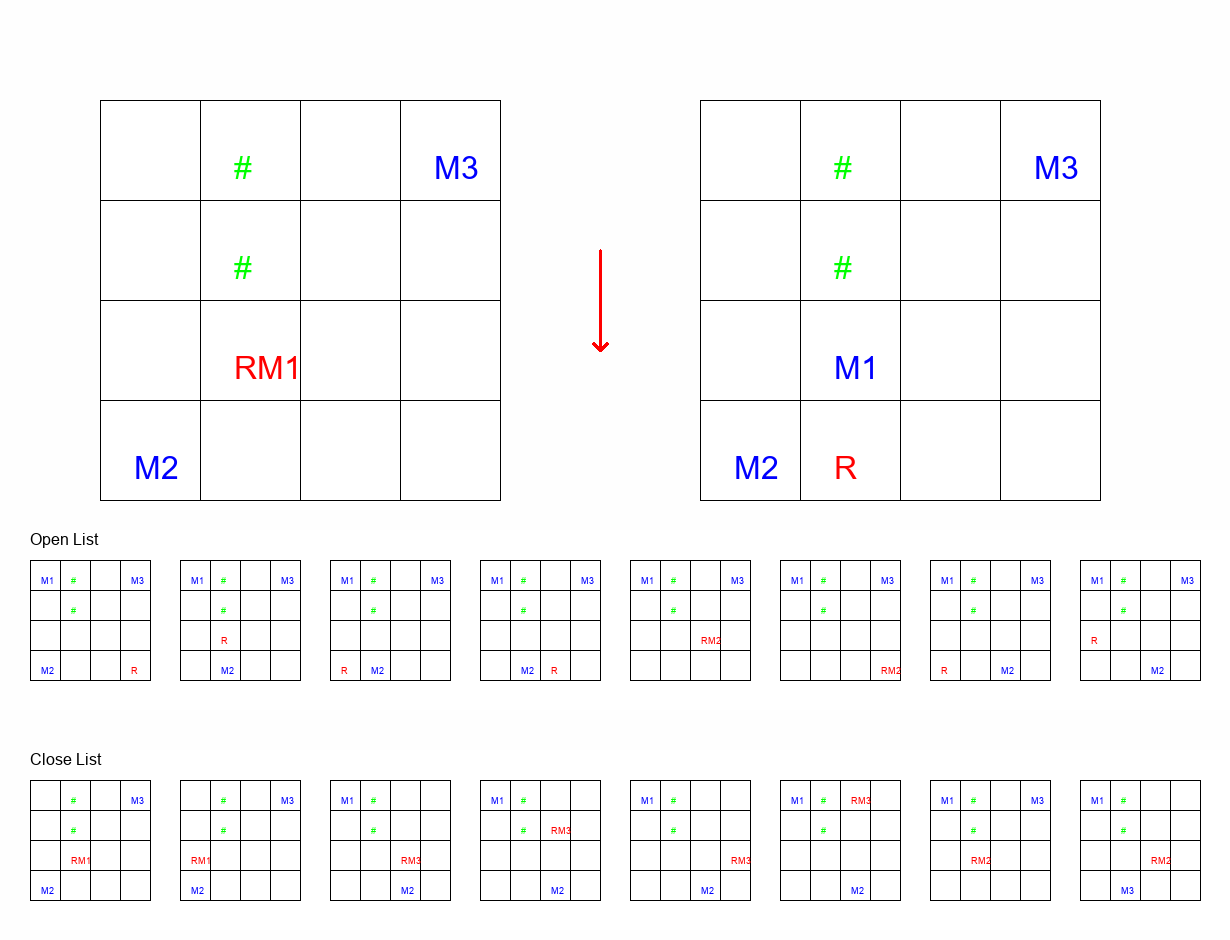 # M3 # M3
# #
RM1 M1
M2 M2 R
Open List
M1 # M3 M1 # M3 M1 # M3 M1 # M3 M1 # M3 M1 # M3 M1 # M3 M1 # M3
# # # # # # # #
R RM2 R
M2 R M2 R M2 M2 R RM2 R M2 M2
Close List
# M3 # M3 M1 # M1 # M1 # M1 # RM3 M1 # M3 M1 #
# # # # RM3 # # # #
RM1 RM1 RM3 RM3 RM2 RM2
M2 M2 M2 M2 M2 M2 M3